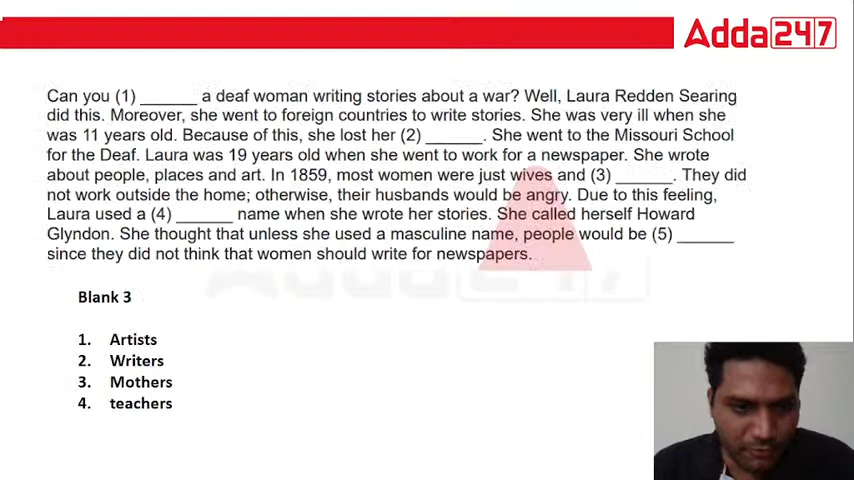 Adda247
Can you (1) ______ a deaf woman writing stories about a war? Well, Laura Redden Searing
did this. Moreover, she went to foreign countries to write stories. She was very ill when she
was 11 years old. Because of this, she lost her (2) ______. She went to the Missouri School
for the Deaf. Laura was 19 years old when she went to work for a newspaper. She wrote
about people, places and art. In 1859, most women were just wives and (3) ______. They did
not work outside the home; otherwise, their husbands would be angry. Due to this feeling,
Laura used a (4) ______ name when she wrote her stories. She called herself Howard
Glyndon. She thought that unless she used a masculine name, people would be (5) ______
since they did not think that women should write for newspapers.
Adda247
Blank 3
1. Artists
2. Writers
3. Mothers
4. teachers